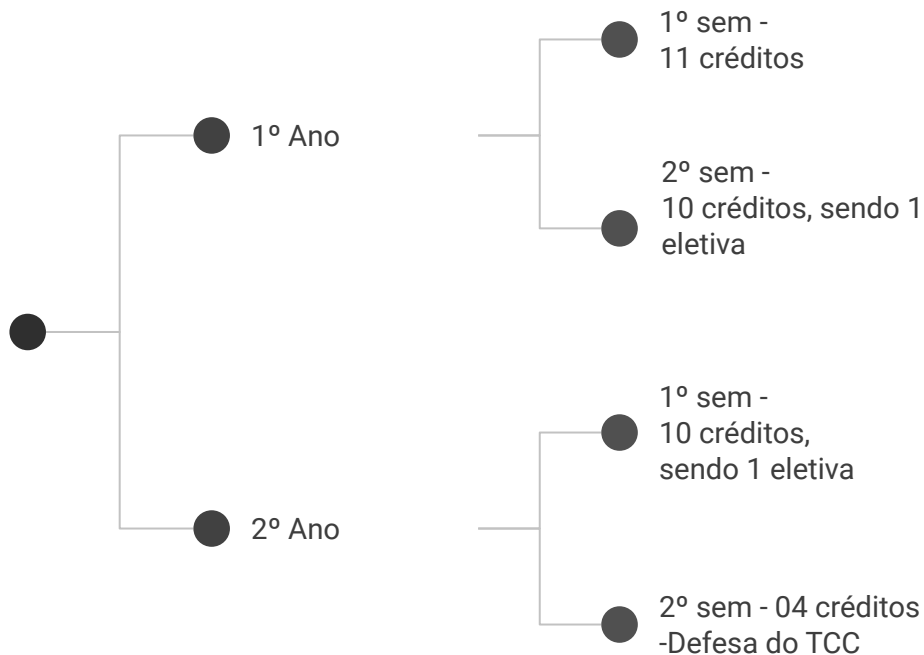 1º Ano
1º sem -
11 créditos
2º sem -
10 créditos, sendo 1
eletiva
2º Ano
1º sem -
10 créditos,
sendo 1 eletiva
2º sem - 04 créditos
-Defesa do TCC